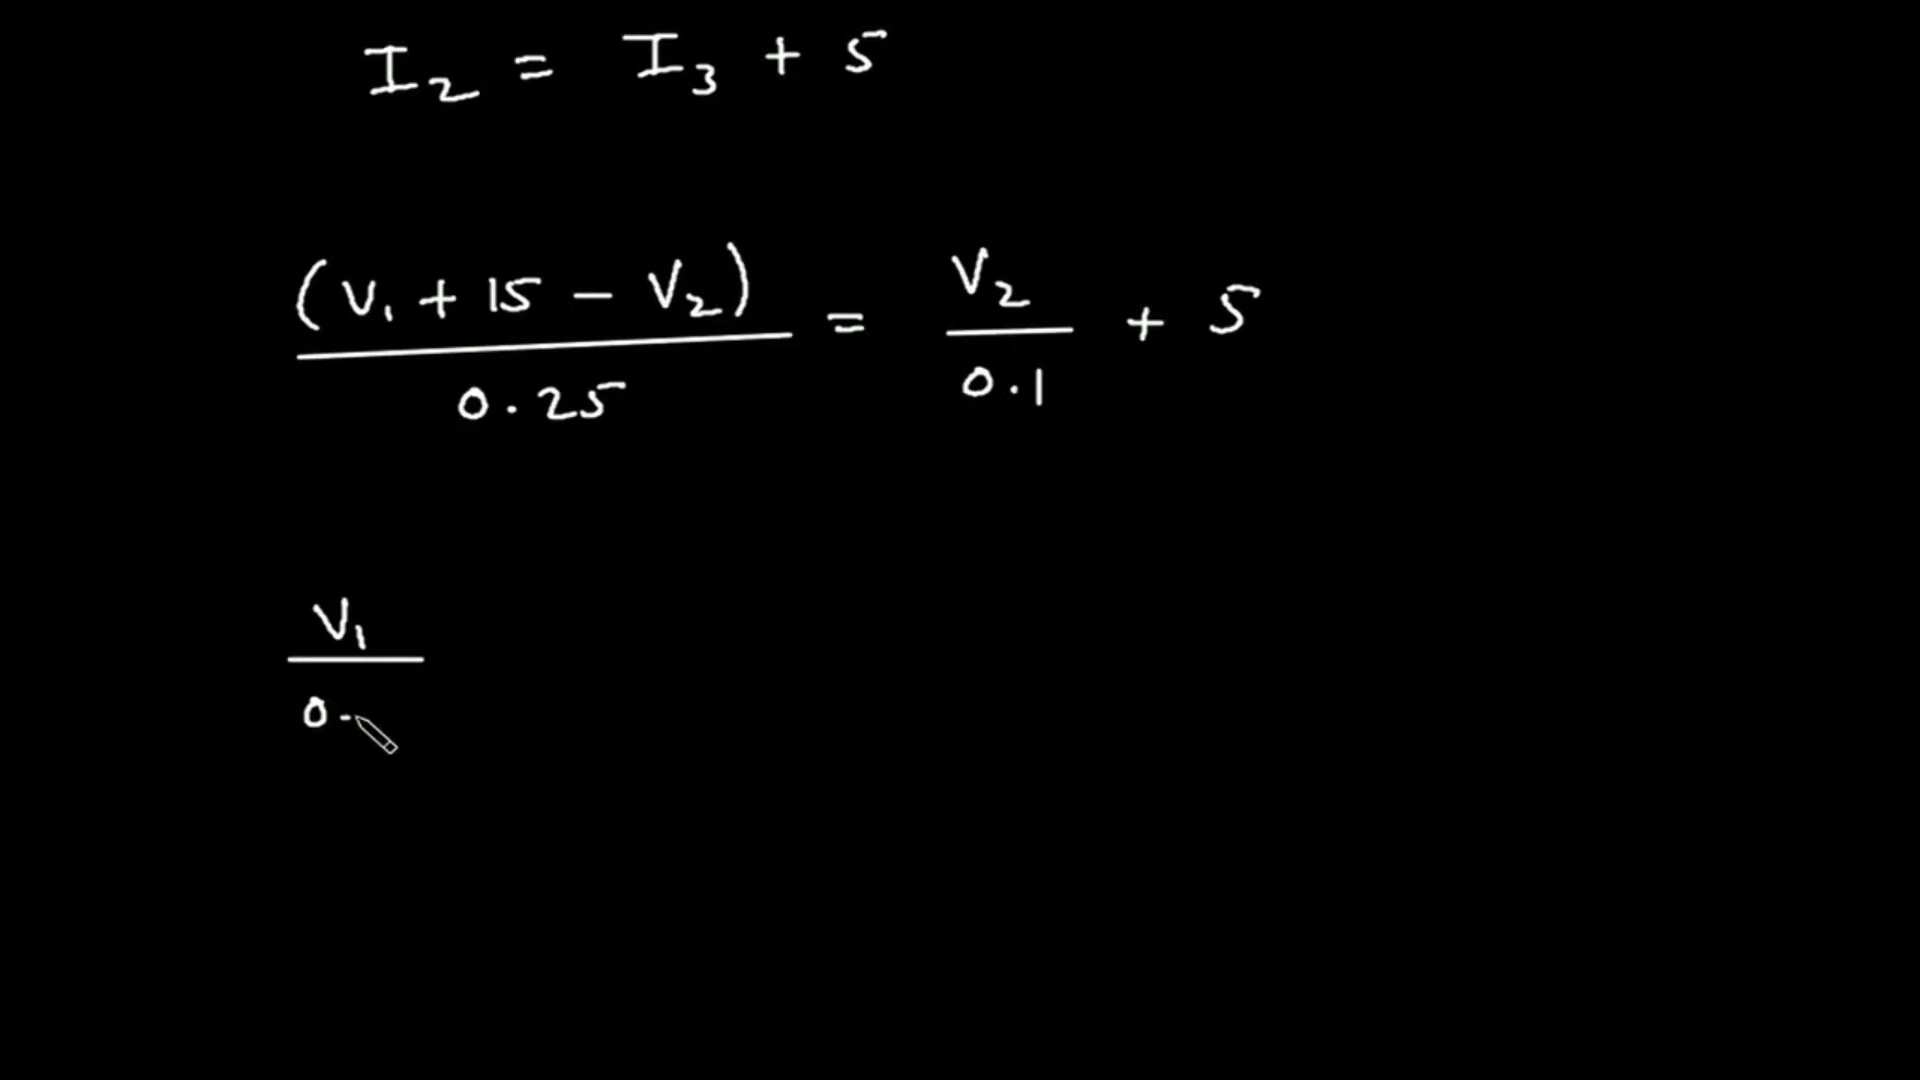 I₂ = I₃ + 5
(V₁ + 15 - V₂) / 0.25 = V₂ / 0.1 + 5
V₁ / 0.